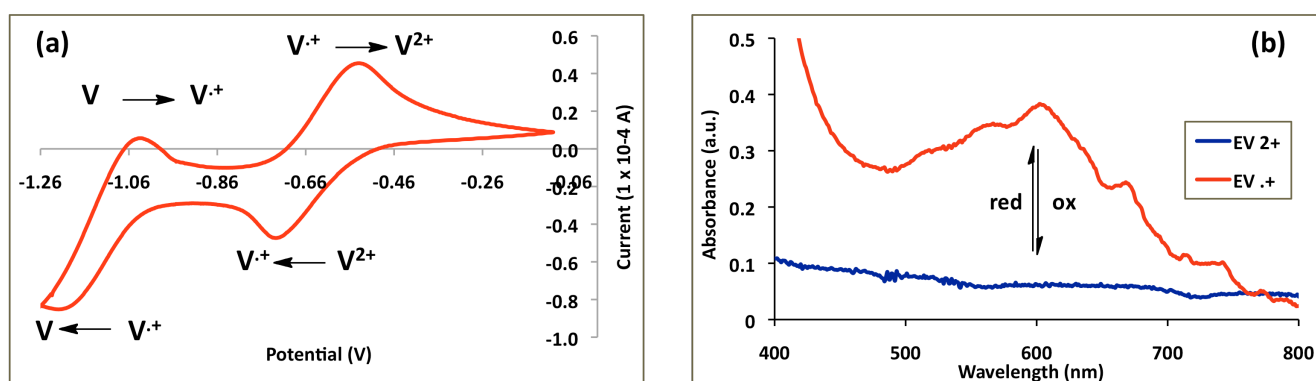 (a)
V·+ → V2+
V → V·+
0.6
0.4
0.2
0.0
-0.2
-0.4
-0.6
-0.8
-1.0
-1.26
-1.06
-0.86
-0.66
-0.46
-0.26
-0.06
V·+ ← V2+
V ← V·+
Potential (V)
Current (1 x 10-4 A)
(b)
0.5
0.4
0.3
0.2
0.1
0
Absorbance (a.u.)
EV 2+
EV .+
red ox
400
500
600
700
800
Wavelength (nm)